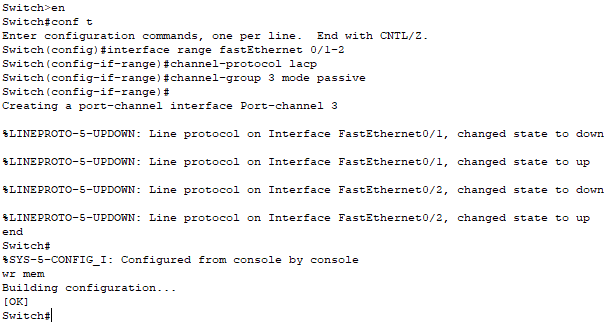 Switch>en
Switch#conf t
Enter configuration commands, one per line.  End with CNTL/Z.
Switch(config)#interface range fastEthernet 0/1-2
Switch(config-if-range)#channel-protocol lacp
Switch(config-if-range)#channel-group 3 mode passive
Switch(config-if-range)#
Creating a port-channel interface Port-channel 3
%LINEPROTO-5-UPDOWN: Line protocol on Interface FastEthernet0/1, changed state to down
%LINEPROTO-5-UPDOWN: Line protocol on Interface FastEthernet0/1, changed state to up
%LINEPROTO-5-UPDOWN: Line protocol on Interface FastEthernet0/2, changed state to down
%LINEPROTO-5-UPDOWN: Line protocol on Interface FastEthernet0/2, changed state to up
end
Switch#
%SYS-5-CONFIG_I: Configured from console by console
wr mem
Building configuration...
[OK]
Switch#